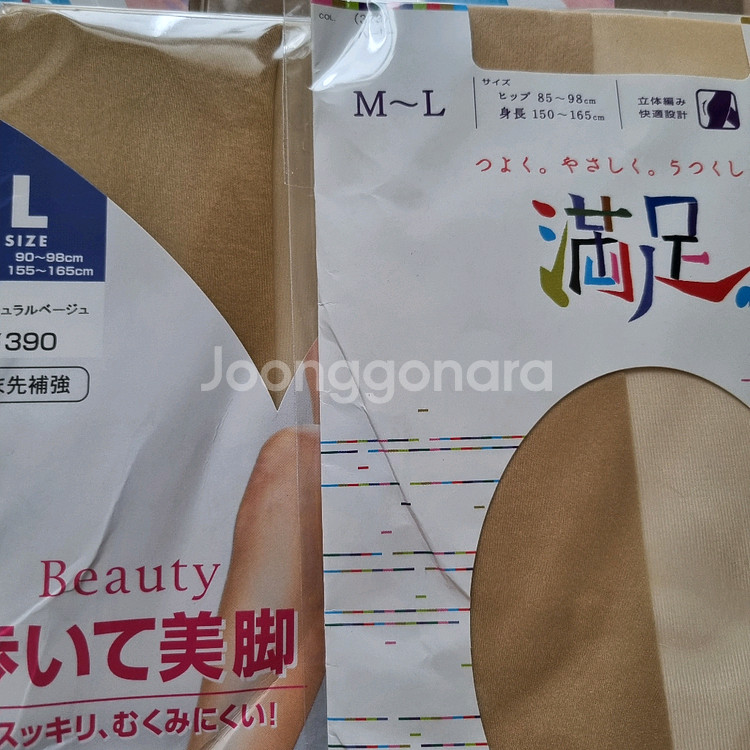 L
SIZE
90～98cm
155～165cm
ュラルベージュ
390
先補強
Beauty
歩いて美脚
スッキリ、むくみにくい!
COL.
M～L
サイズ
ヒップ 85～98cm
身長 150～165cm
立体編み
快適設計
つよく。やさしく。うつくし
満足
Joonggonara